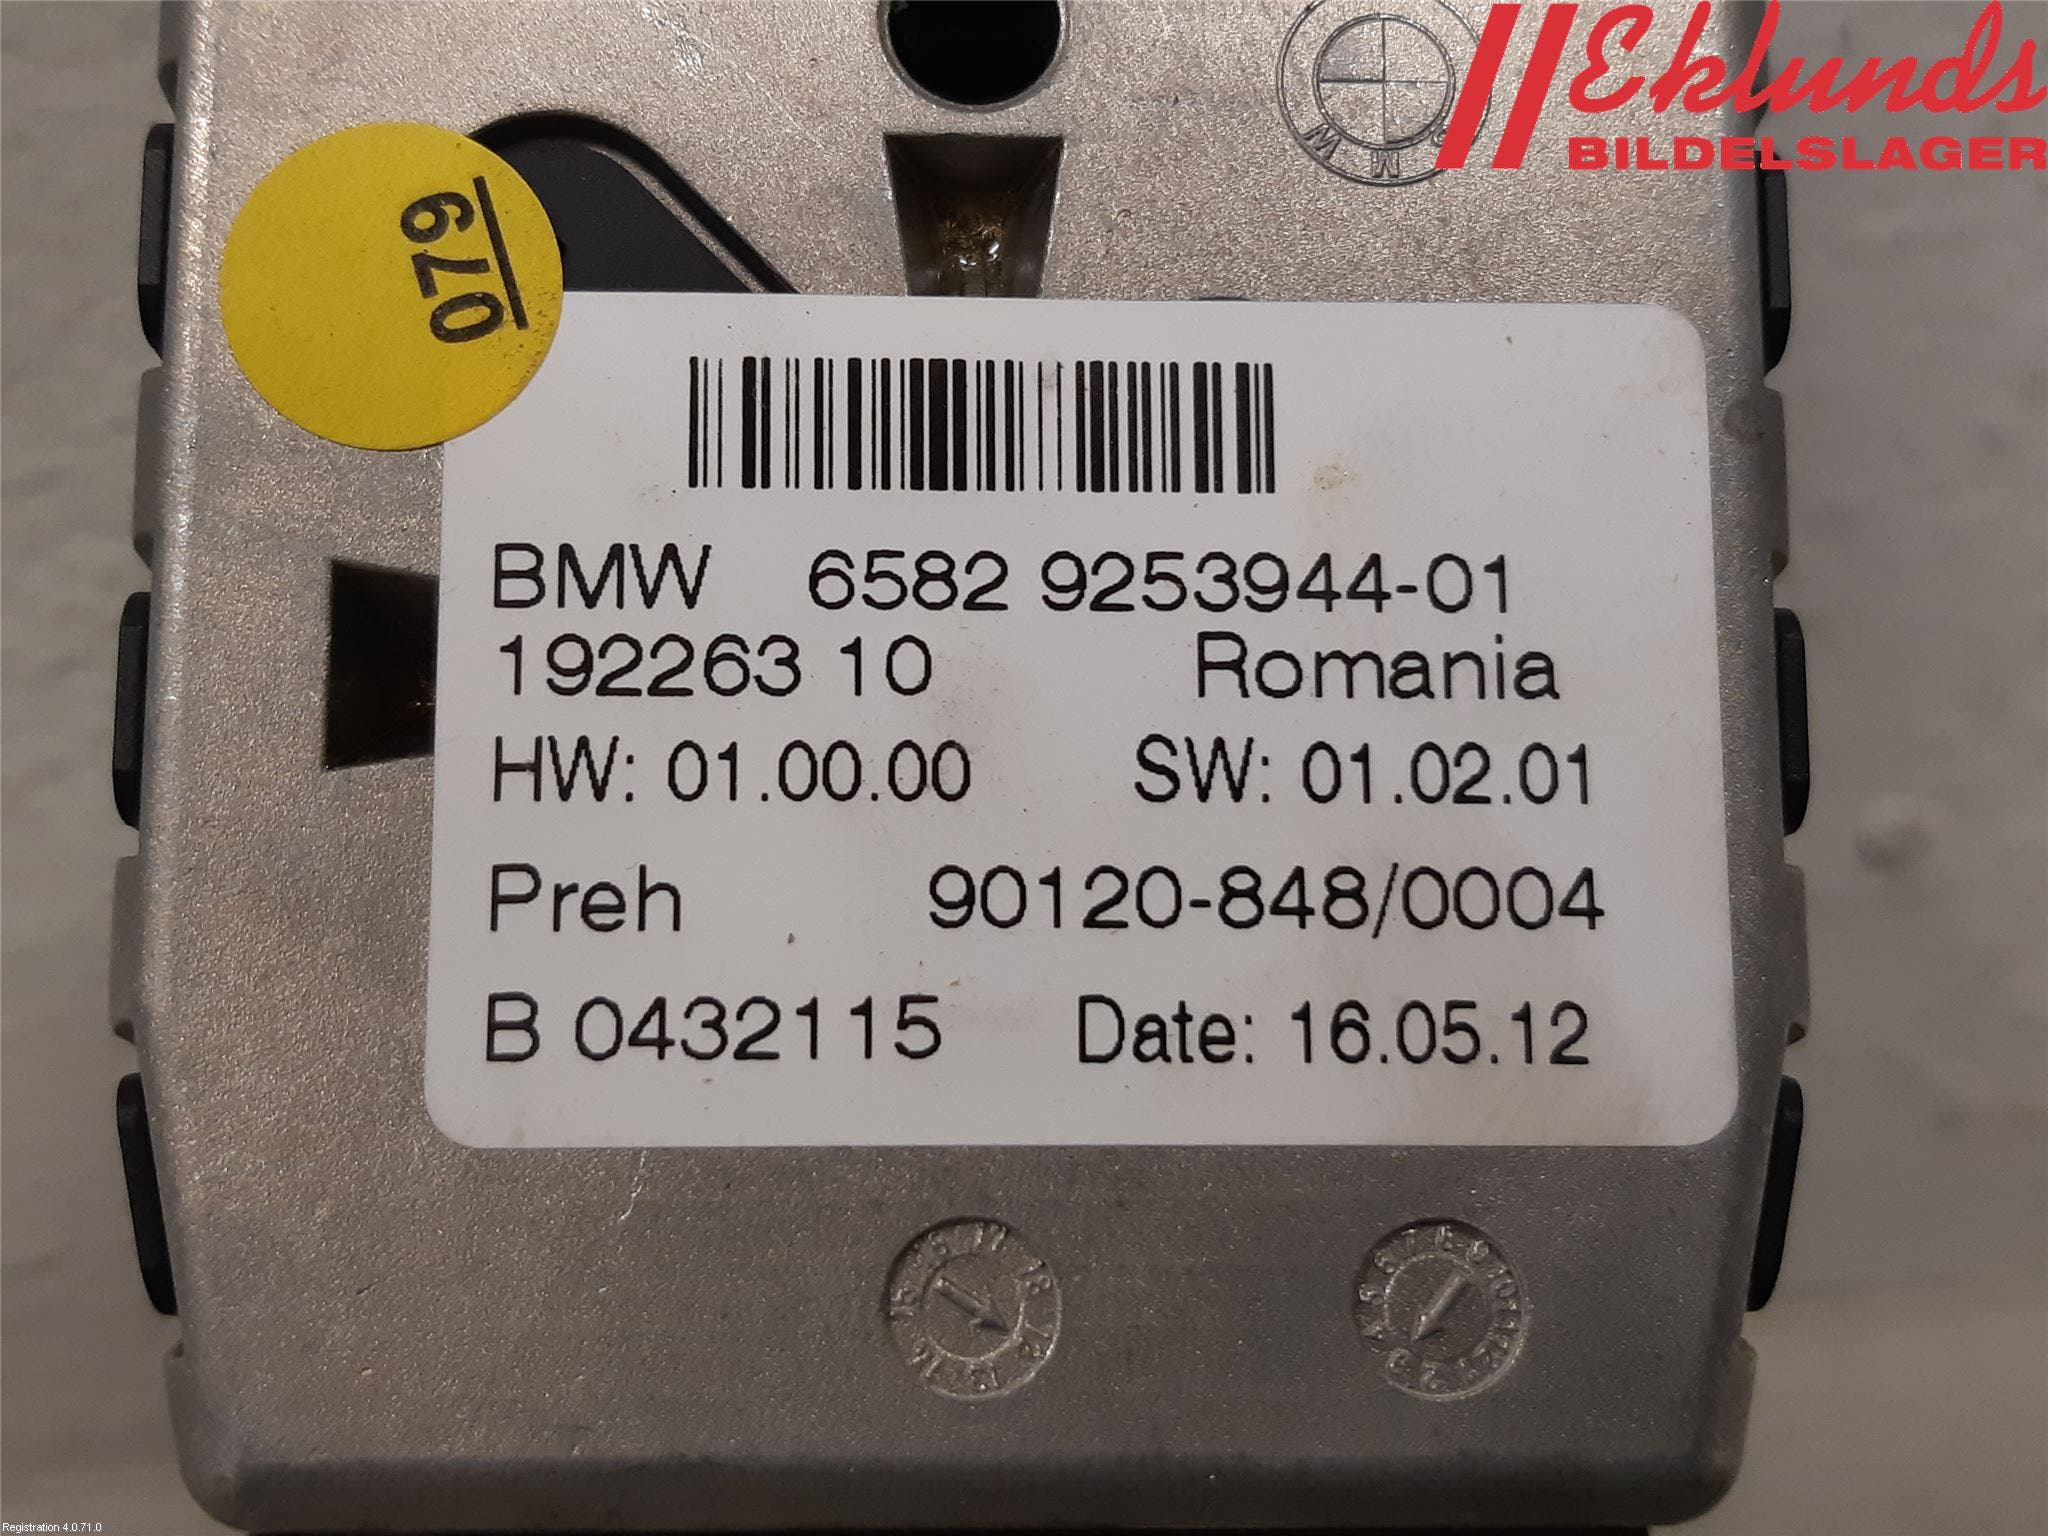 Eklunds
BILDELSLAGER
B M W
079
BMW 6582 9253944-01
192263 10 Romania
HW: 01.00.00 SW: 01.02.01
Preh 90120-848/0004
B 0432115 Date: 16.05.12
Registration 4.0.71.0